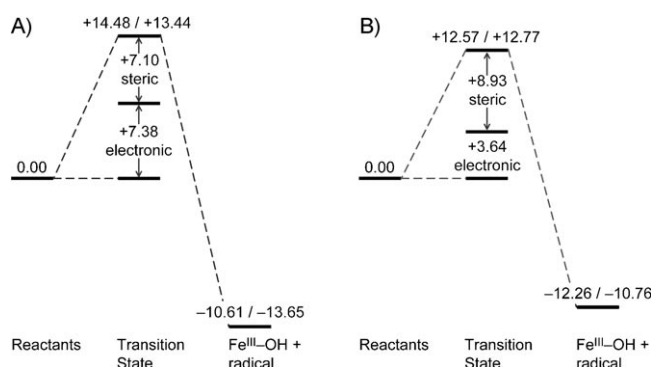 A)
+14.48 / +13.44
+7.10
steric
+7.38
electronic
0.00
–10.61 / –13.65
Reactants
Transition
State
Feᴵᴵᴵ–OH +
radical
B)
+12.57 / +12.77
+8.93
steric
+3.64
electronic
0.00
–12.26 / –10.76
Reactants
Transition
State
Feᴵᴵᴵ–OH +
radical